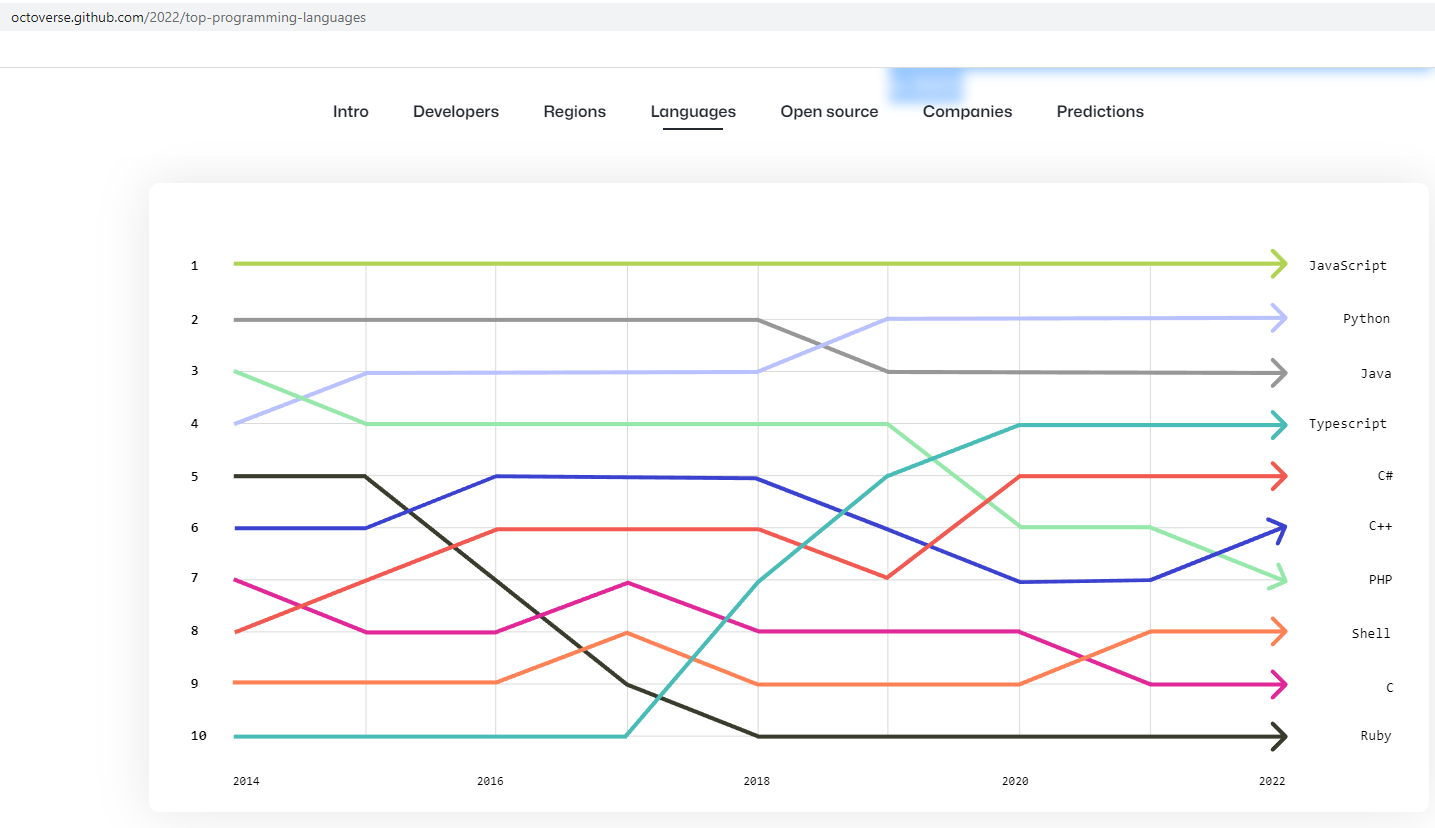 octoverse.github.com/2022/top-programming-languages
Intro Developers Regions Languages Open source Companies Predictions
1 JavaScript
2 Python
3 Java
4 Typescript
5 C#
6 C++
7 PHP
8 Shell
9 C
10 Ruby
2014 2016 2018 2020 2022